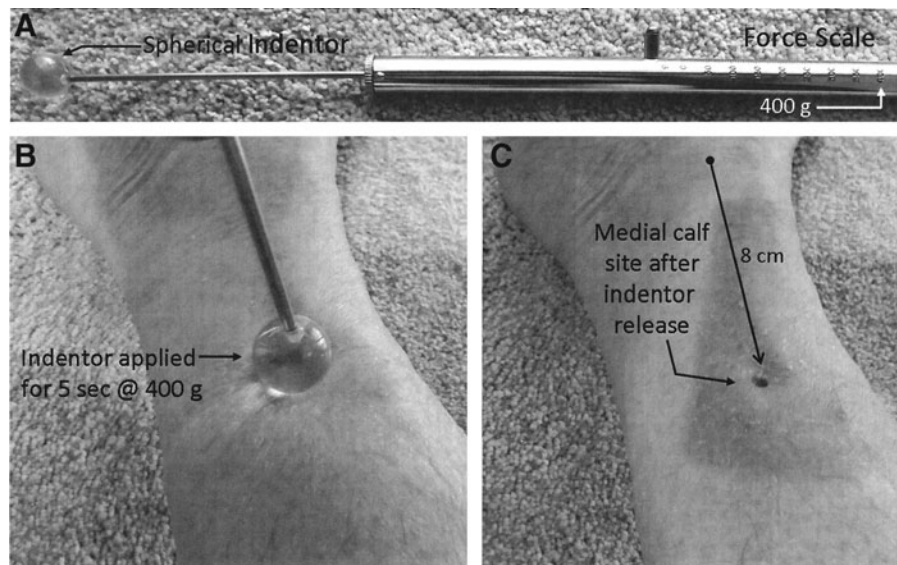 A
Spherical Indentor
Force Scale
400 g
B
Indentor applied
for 5 sec @ 400 g
C
Medial calf
site after
indentor
release
8 cm